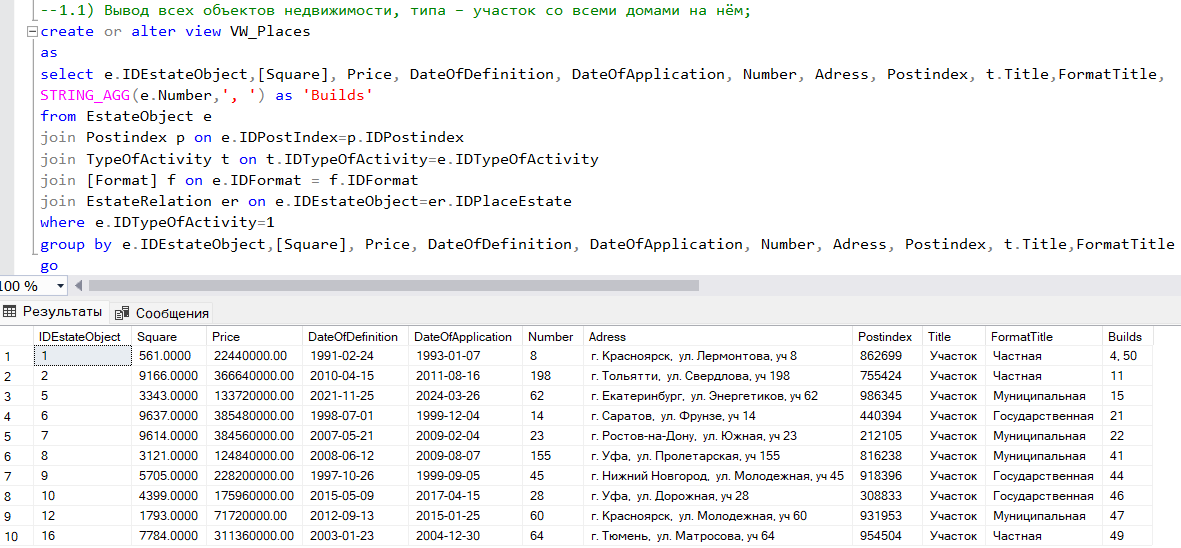 --1.1) Вывод всех объектов недвижимости, типа – участок со всеми домами на нём;
create or alter view VW_Places
as
select e.IDEstateObject,[Square], Price, DateOfDefinition, DateOfApplication, Number, Adress, Postindex, t.Title,FormatTitle,
STRING_AGG(e.Number,', ') as 'Builds'
from EstateObject e
join Postindex p on e.IDPostIndex=p.IDPostindex
join TypeOfActivity t on t.IDTypeOfActivity=e.IDTypeOfActivity
join [Format] f on e.IDFormat = f.IDFormat
join EstateRelation er on e.IDEstateObject=er.IDPlaceEstate
where e.IDTypeOfActivity=1
group by e.IDEstateObject,[Square], Price, DateOfDefinition, DateOfApplication, Number, Adress, Postindex, t.Title,FormatTitle
go
100 %
Результаты Сообщения
IDEstateObject Square Price DateOfDefinition DateOfApplication Number Adress Postindex Title FormatTitle Builds
1 1 561.0000 22440000.00 1991-02-24 1993-01-07 8 г. Красноярск, ул. Лермонтова, уч 8 862699 Участок Частная 4, 50
2 2 9166.0000 366640000.00 2010-04-15 2011-08-16 198 г. Тольятти, ул. Свердлова, уч 198 755424 Участок Частная 11
3 5 3343.0000 133720000.00 2021-11-25 2024-03-26 62 г. Екатеринбург, ул. Энергетиков, уч 62 986345 Участок Муниципальная 15
4 6 9637.0000 385480000.00 1998-07-01 1999-12-04 14 г. Саратов, ул. Фрунзе, уч 14 440394 Участок Государственная 21
5 7 9614.0000 384560000.00 2007-05-21 2009-02-04 23 г. Ростов-на-Дону, ул. Южная, уч 23 212105 Участок Муниципальная 22
6 8 3121.0000 124840000.00 2008-06-12 2009-08-07 155 г. Уфа, ул. Пролетарская, уч 155 816238 Участок Муниципальная 41
7 9 5705.0000 228200000.00 1997-10-26 1999-09-05 45 г. Нижний Новгород, ул. Молодежная, уч 45 918396 Участок Государственная 44
8 10 4399.0000 175960000.00 2015-05-09 2017-04-15 28 г. Уфа, ул. Дорожная, уч 28 308833 Участок Государственная 46
9 12 1793.0000 71720000.00 2012-09-13 2015-01-25 60 г. Красноярск, ул. Молодежная, уч 60 931953 Участок Муниципальная 47
10 16 7784.0000 311360000.00 2003-01-23 2004-12-30 64 г. Тюмень, ул. Матросова, уч 64 954504 Участок Частная 49